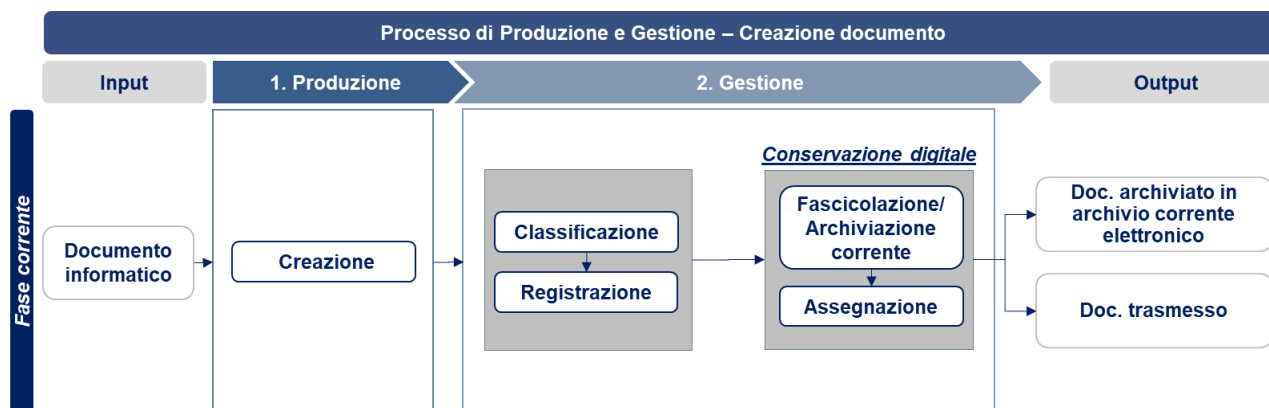 Processo di Produzione e Gestione – Creazione documento
Input
1. Produzione
2. Gestione
Output
Fase corrente
Documento
informatico
Creazione
Classificazione
Registrazione
Conservazione digitale
Fascicolazione/
Archiviazione
corrente
Assegnazione
Doc. archiviato in
archivio corrente
elettronico
Doc. trasmesso